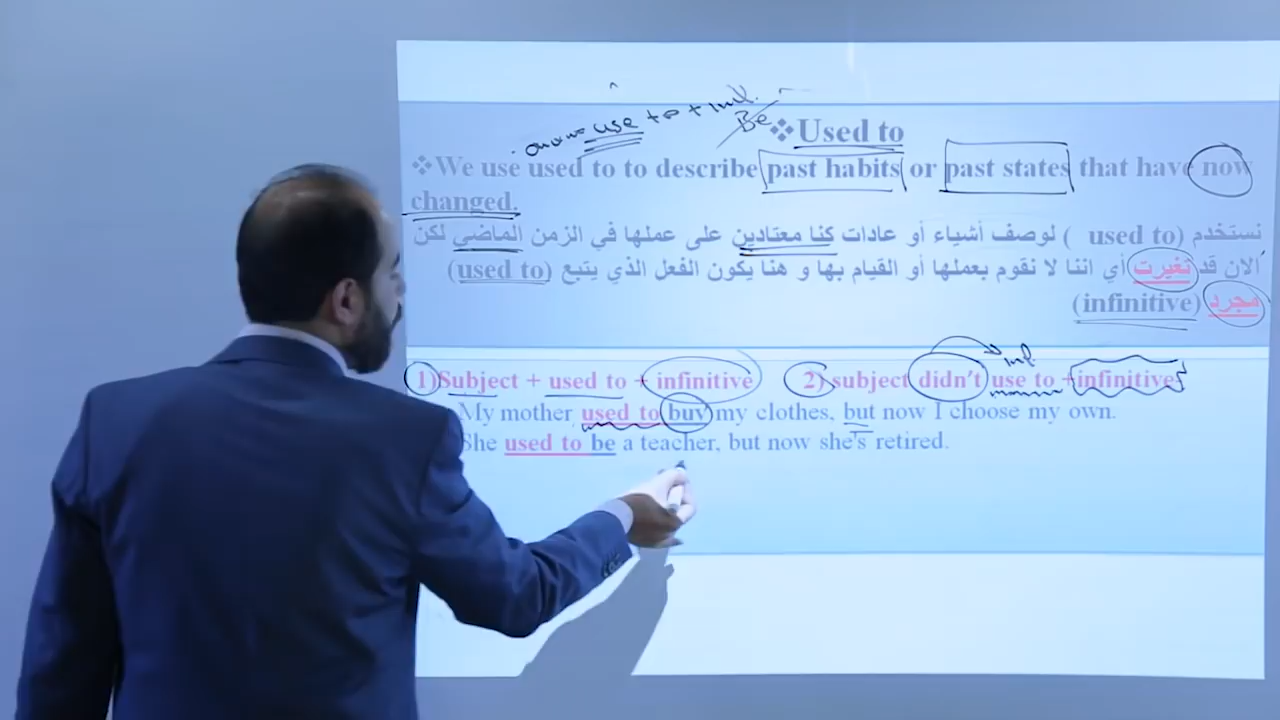 use to + inf.
Be
❖Used to
❖We use used to to describe past habits or past states that have now
changed.
نستخدم (used to ) لوصف أشياء أو عادات كنا معتادين على عملها في الزمن الماضي لكن
الان قد تغيرت أي اننا لا نقوم بعملها أو القيام بها و هنا يكون الفعل الذي يتبع (used to)
مجرد (infinitive)
inf.
1)Subject + used to + infinitive 2) subject didn't use to +infinitive
My mother used to buy my clothes, but now I choose my own.
She used to be a teacher, but now she's retired.